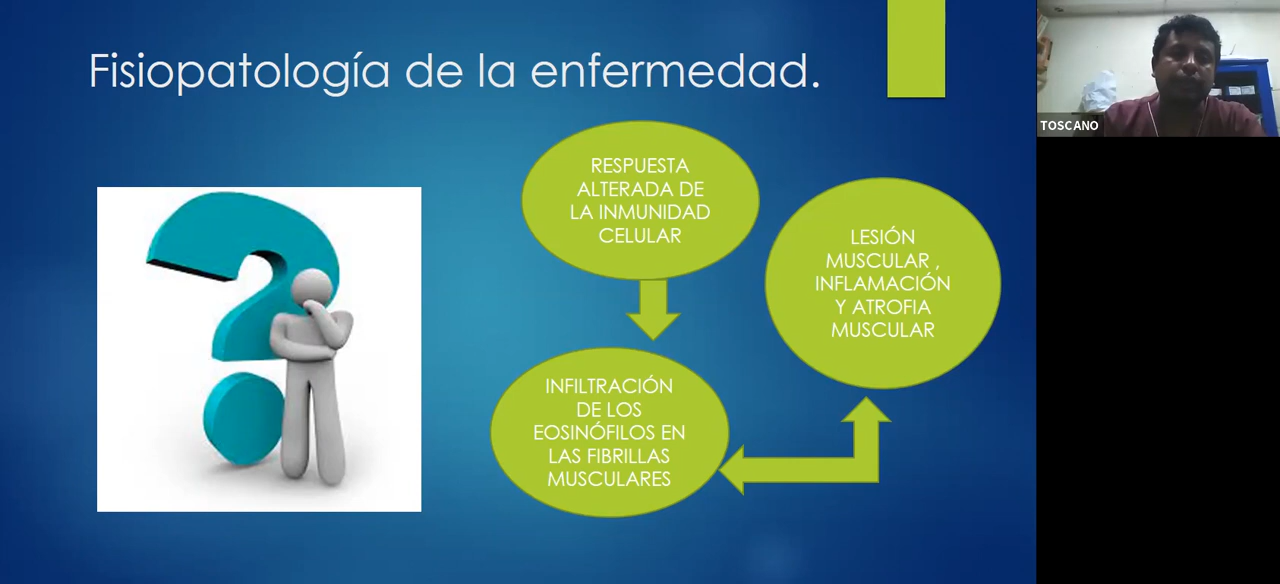 Fisiopatología de la enfermedad.
RESPUESTA
ALTERADA DE
LA INMUNIDAD
CELULAR
INFILTRACIÓN
DE LOS
EOSINÓFILOS EN
LAS FIBRILLAS
MUSCULARES
LESIÓN
MUSCULAR ,
INFLAMACIÓN
Y ATROFIA
MUSCULAR
TOSCANO